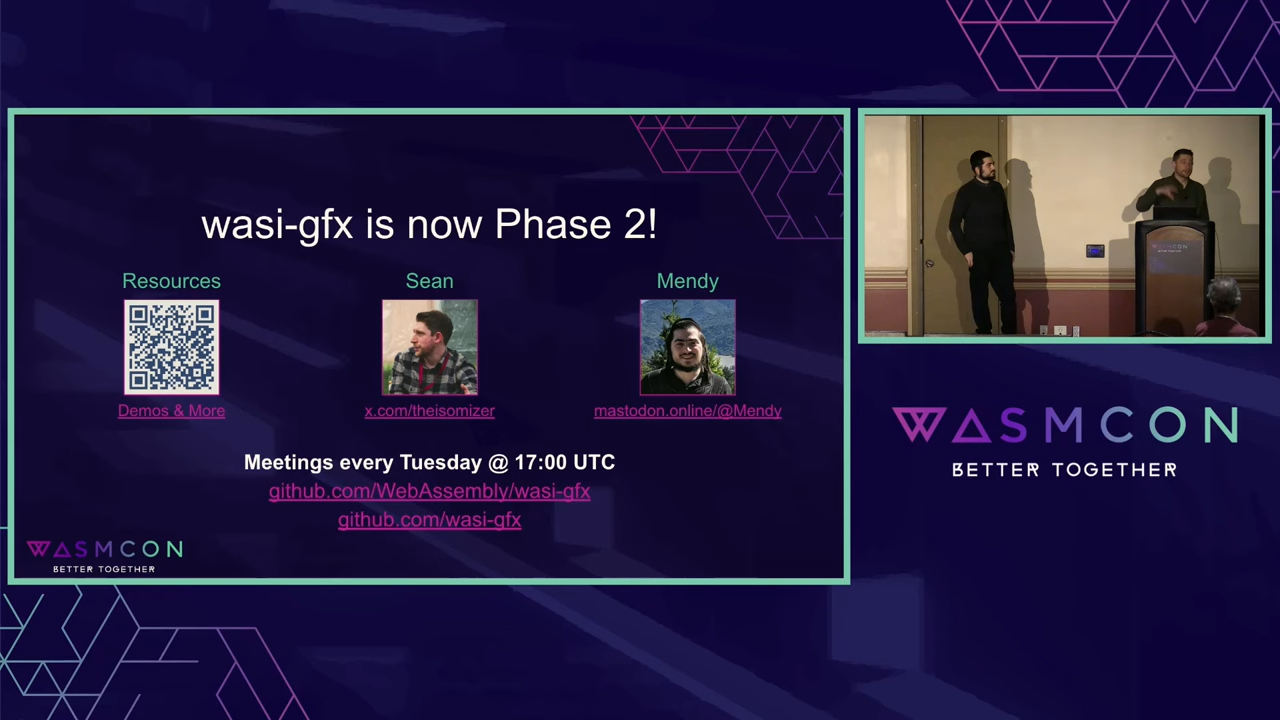 wasi-gfx is now Phase 2!
Resources
Sean
Mendy
Demos & More
x.com/theisomizer
mastodon.online/@Mendy
Meetings every Tuesday @ 17:00 UTC
github.com/WebAssembly/wasi-gfx
github.com/wasi-gfx
WASMCON
BETTER TOGETHER
WASMCON
WASMCON
BETTER TOGETHER